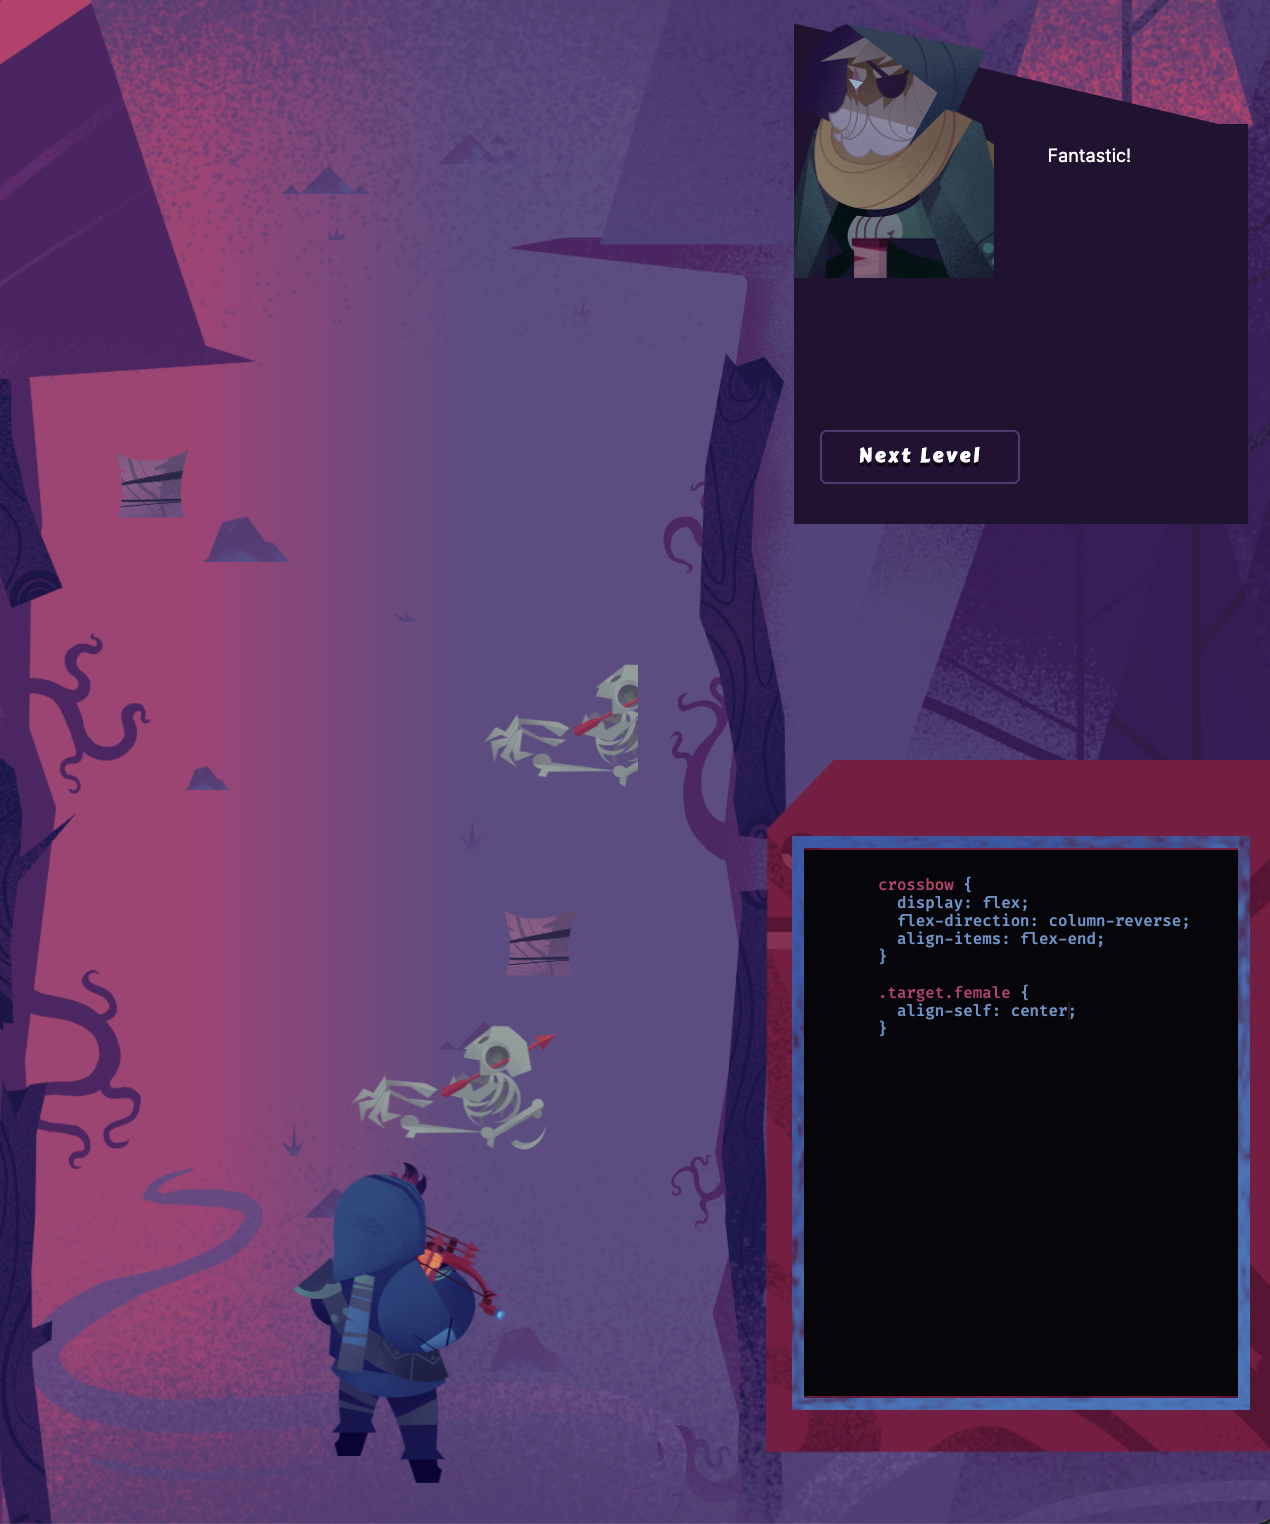 Fantastic!
Next Level
crossbow {
  display: flex;
  flex-direction: column-reverse;
  align-items: flex-end;
}
.target.female {
  align-self: center;
}